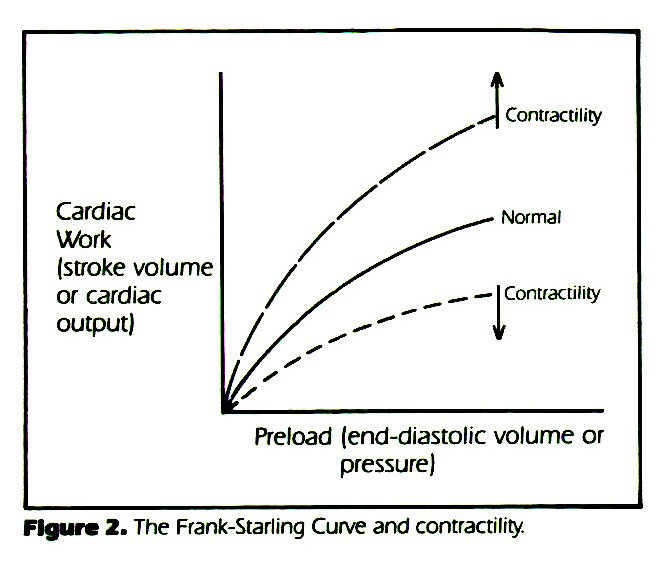 Contractility
Cardiac
Work
(stroke volume
or cardiac
output)
Normal
Contractility
Preload (end-diastolic volume or
pressure)
Figure 2. The Frank-Starling Curve and contractility.